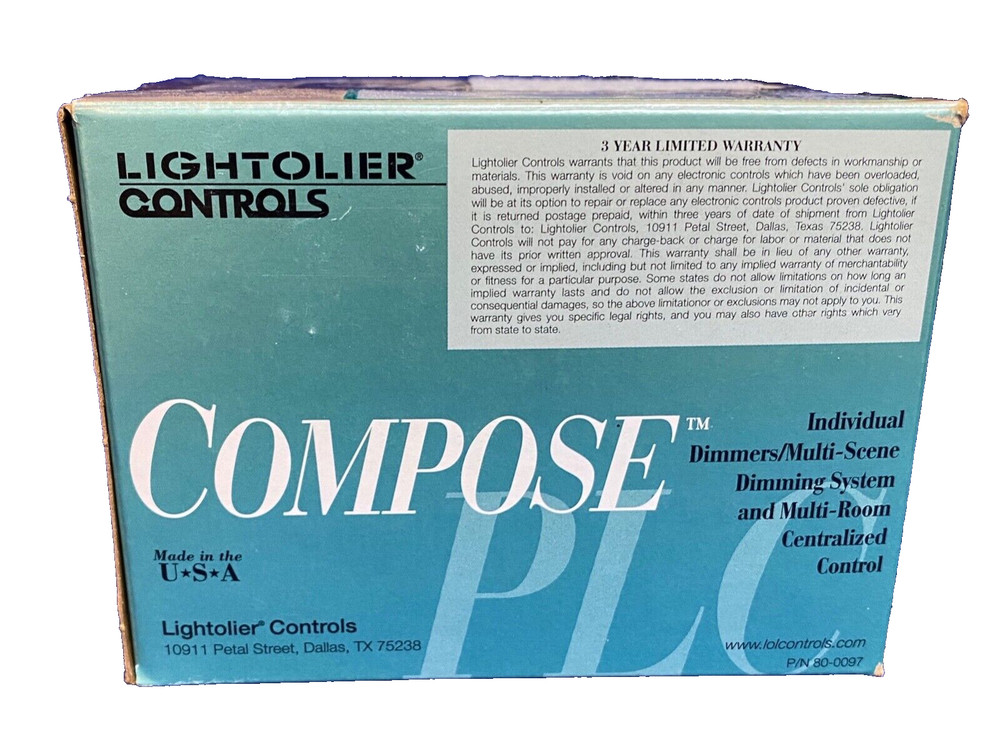 LIGHTOLIER®
CONTROLS
3 YEAR LIMITED WARRANTY
Lightolier Controls warrants that this product will be free from defects in workmanship or
materials. This warranty is void on any electronic controls which have been overloaded,
abused, improperly installed or altered in any manner. Lightolier Controls' sole obligation
will be at its option to repair or replace any electronic controls product proven defective, if
it is returned postage prepaid, within three years of date of shipment from Lightolier
Controls to: Lightolier Controls, 10911 Petal Street, Dallas, Texas 75238. Lightolier
Controls will not pay for any charge-back or charge for labor or material that does not
have its prior written approval. This warranty shall be in lieu of any other warranty,
expressed or implied, including but not limited to any implied warranty of merchantability
or fitness for a particular purpose. Some states do not allow limitations on how long an
implied warranty lasts and do not allow the exclusion or limitation of incidental or
consequential damages, so the above limitationor or exclusions may not apply to you. This
warranty gives you specific legal rights, and you may also have other rights which very
from state to state.
COMPOSE™
PLC
Individual
Dimmers/Multi-Scene
Dimming System
and Multi-Room
Centralized
Control
Made in the
U★S★A
Lightolier® Controls
10911 Petal Street, Dallas, TX 75238
www.lolcontrols.com
P/N 80-0097